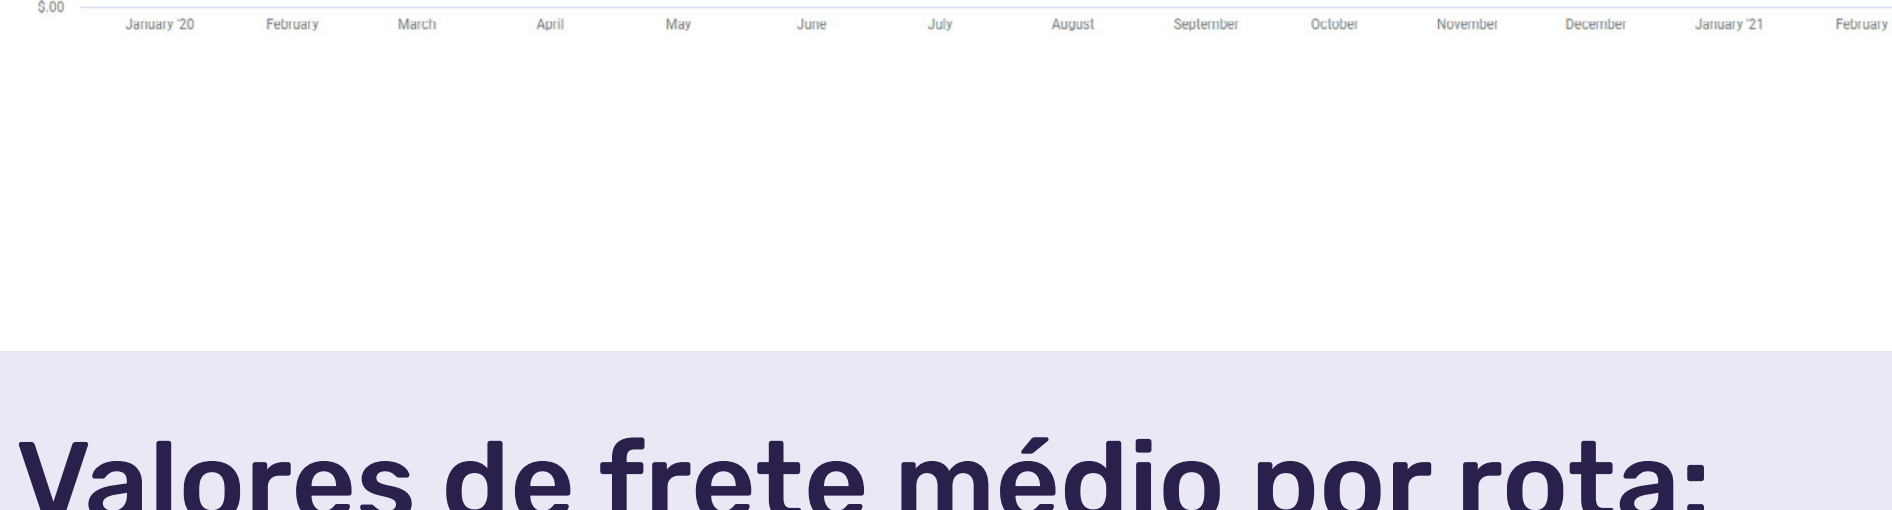 $.00
January '20 February March April May June July August September October November December January '21 February
Valores de frete médio por rota: